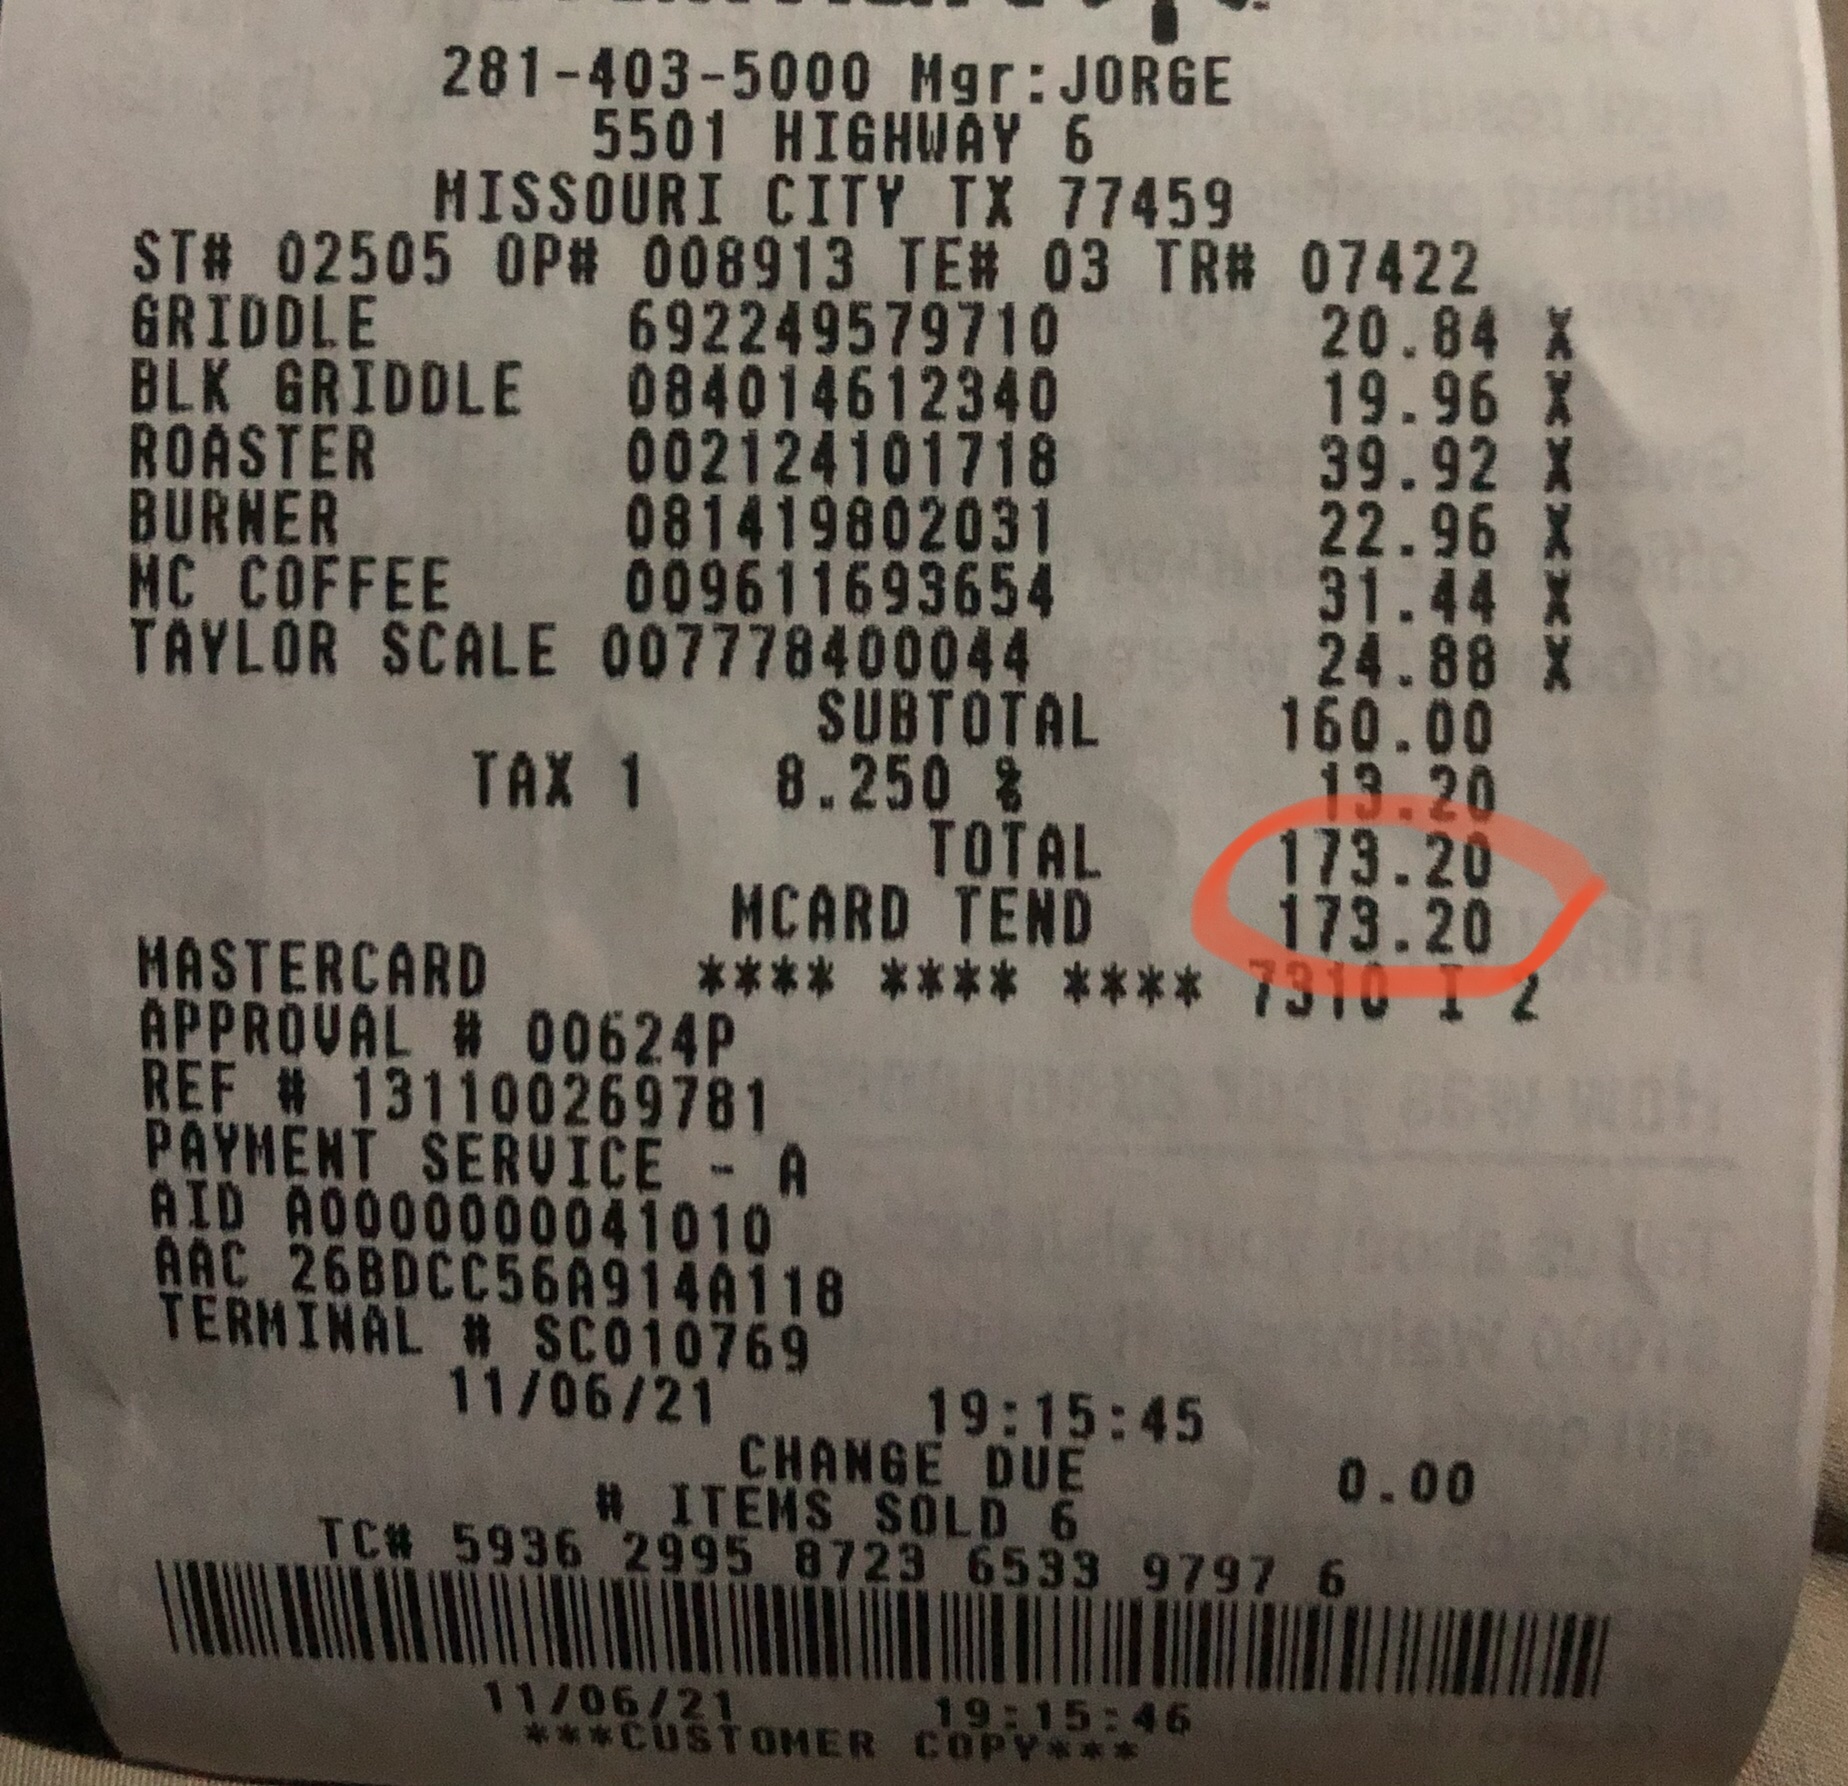 281-403-5000 Mgr:JORGE
5501 HIGHWAY 6
MISSOURI CITY TX 77459
ST# 02505 OP# 008913 TE# 03 TR# 07422
GRIDDLE 692249579710 20.84 X
BLK GRIDDLE 084014612340 19.96 X
ROASTER 002124101718 39.92 X
BURNER 081419802031 22.96 X
MC COFFEE 009611693654 31.44 X
TAYLOR SCALE 007778400044 24.88 X
SUBTOTAL 160.00
TAX 1 8.250 % 13.20
TOTAL 173.20
MCARD TEND 173.20
MASTERCARD **** **** **** 7310 I 2
APPROVAL # 00624P
REF # 131100269781
PAYMENT SERVICE - A
AID A0000000041010
AAC 26BDCC56A914A118
TERMINAL # SC010769
11/06/21 19:15:45
CHANGE DUE 0.00
# ITEMS SOLD 6
TC# 5936 2995 8723 6533 9797 6
11/06/21 19:15:46
***CUSTOMER COPY***